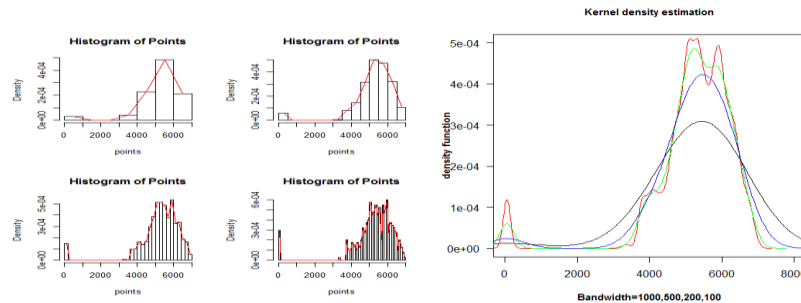 Kernel density estimation
Histogram of Points
Histogram of Points
Density
0e+00 2e-04 4e-04
0 2000 4000 6000
points
Density
0e+00 2e-04 4e-04
0 2000 4000 6000
points
Histogram of Points
Histogram of Points
Density
0e+00 3e-04 5e-04
0 2000 4000 6000
points
Density
0e+00 3e-04 6e-04
0 2000 4000 6000
points
density function
0e+00 1e-04 2e-04 3e-04 4e-04 5e-04
0 2000 4000 6000 8000
Bandwidth=1000,500,200,100